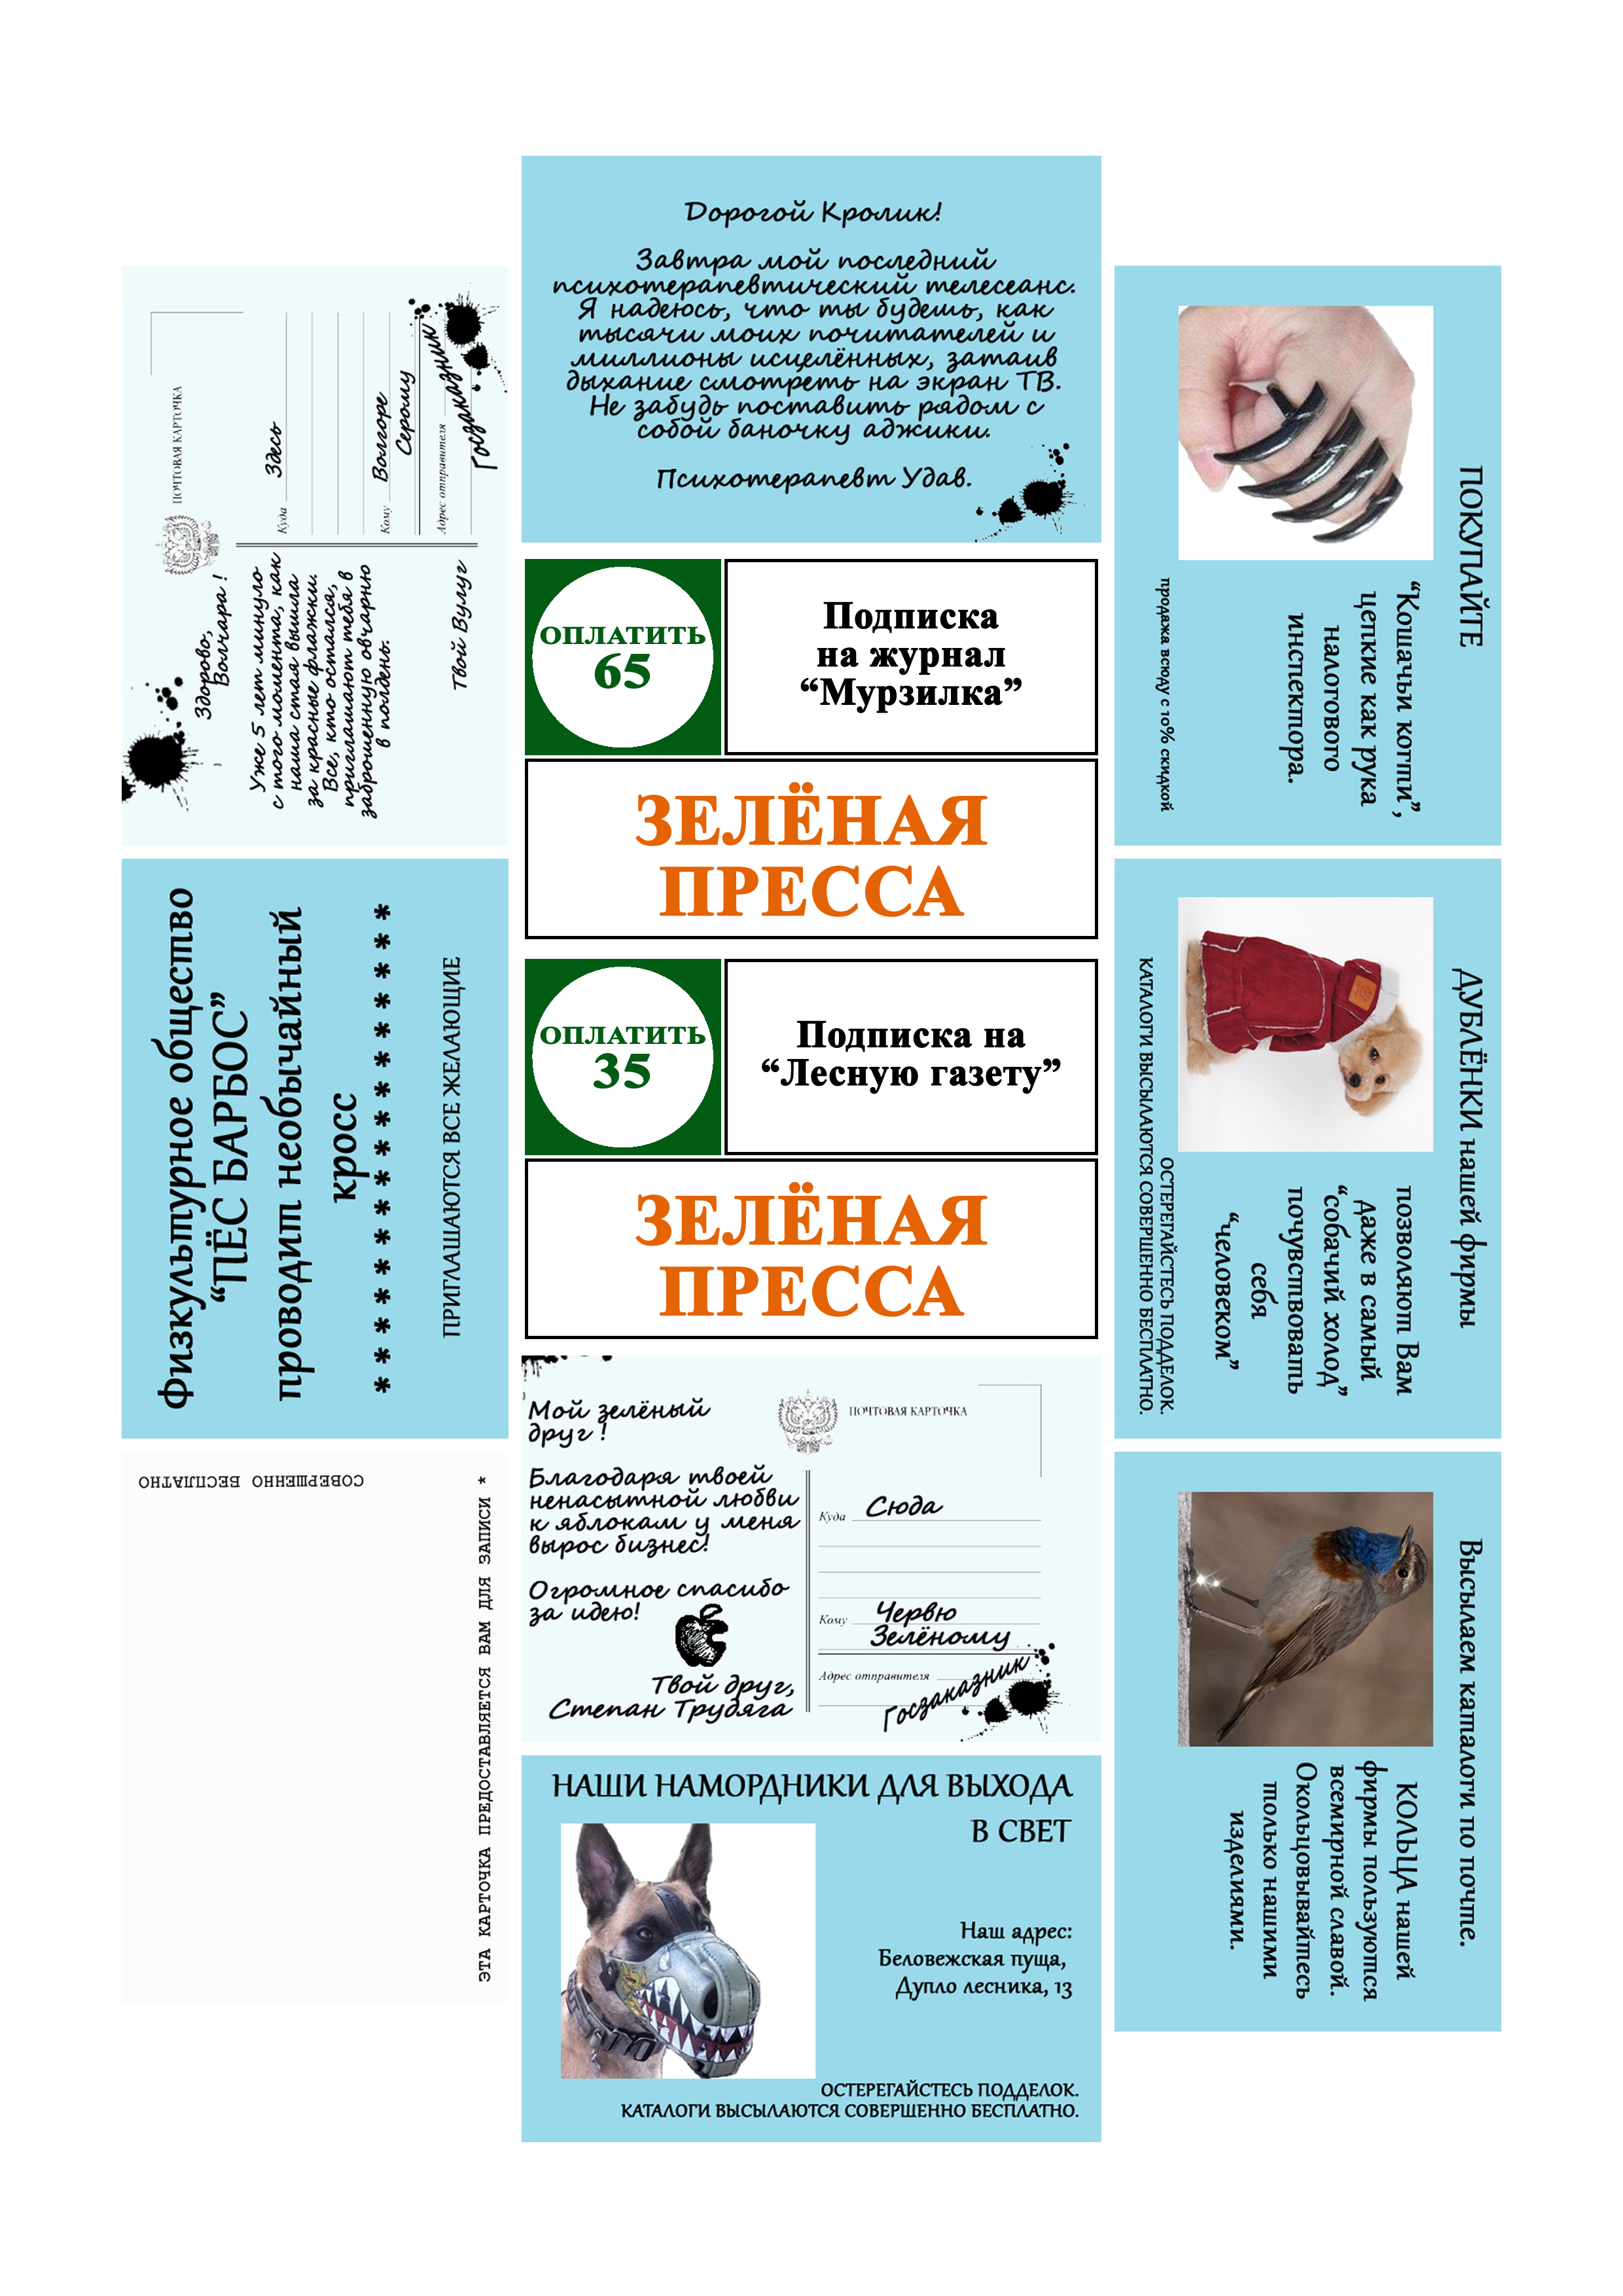 Дорогой Кролик!
Завтра мой последний
психотерапевтический телесеанс.
Я надеюсь, что ты будешь, как
тысячи моих почитателей и
миллионы исцелённых, затаив
дыхание смотреть на экран ТВ.
Не забудь поставить рядом с
собой баночку аджики.
Психотерапевт Удав.
ПОЧТОВАЯ КАРТОЧКА
Здорово,
Волчара !
Уже 5 лет минуло
с того момента, как
наша стая вышла
за красные флажки.
Все, кто остался,
приглашают тебя в
заброшенную овчарню
в полдень.
Твой Вулуг
Куда Здесь
Кому Волгоре
Серому
Адрес отправителя
Госзаказник
ПОКУПАЙТЕ
“Кошачьи когти”,
цепкие как рука
налогового
инспектора.
продажа всюду с 10% скидкой
ОПЛАТИТЬ
65
Подписка
на журнал
“Мурзилка”
ЗЕЛЁНАЯ
ПРЕССА
Физкультурное общество
“ПЁС БАРБОС”
проводит необычайный
кросс
* * * * * * * * * * * * * * * * *
ПРИГЛАШАЮТСЯ ВСЕ ЖЕЛАЮЩИЕ
ОПЛАТИТЬ
35
Подписка на
“Лесную газету”
ЗЕЛЁНАЯ
ПРЕССА
ДУБЛЁНКИ нашей фирмы
позволяют Вам
даже в самый
“собачий холод”
почувствовать
себя
“человеком”
ОСТЕРЕГАЙСТЕСЬ ПОДДЕЛОК.
КАТАЛОГИ ВЫСЫЛАЮТСЯ СОВЕРШЕННО БЕСПЛАТНО.
ЭТА КАРТОЧКА ПРЕДОСТАВЛЯЕТСЯ ВАМ ДЛЯ ЗАПИСИ *
СОВЕРШЕННО БЕСПЛАТНО
Мой зелёный
друг !
Благодаря твоей
ненасытной любви
к яблокам у меня
вырос бизнес!
Огромное спасибо
за идею!
Твой друг,
Степан Трудяга
ПОЧТОВАЯ КАРТОЧКА
Куда Сюда
Кому Червю
Зелёному
Адрес отправителя
Госзаказник
Высылаем каталоги по почте.
КОЛЬЦА нашей
фирмы пользуются
всемирной славой.
Окольцовывайтесь
только нашими
изделиями.
НАШИ НАМОРДНИКИ ДЛЯ ВЫХОДА
В СВЕТ
Наш адрес:
Беловежская пуща,
Дупло лесника, 13
ОСТЕРЕГАЙСТЕСЬ ПОДДЕЛОК.
КАТАЛОГИ ВЫСЫЛАЮТСЯ СОВЕРШЕННО БЕСПЛАТНО.